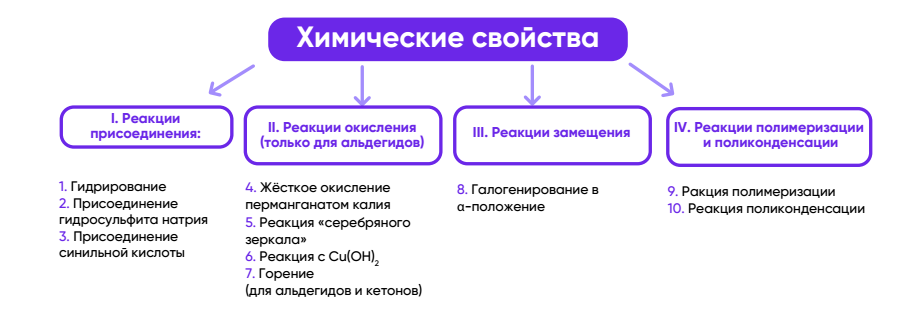 Химические свойства
I. Реакции
присоединения:
1. Гидрирование
2. Присоединение
гидросульфита натрия
3. Присоединение
синильной кислоты
II. Реакции окисления
(только для альдегидов)
4. Жёсткое окисление
перманганатом калия
5. Реакция «серебряного
зеркала»
6. Реакция с Cu(OH)₂
7. Горение
(для альдегидов и кетонов)
III. Реакции замещения
8. Галогенирование в
α-положение
IV. Реакции полимеризации
и поликонденсации
9. Ракция полимеризации
10. Реакция поликонденсации